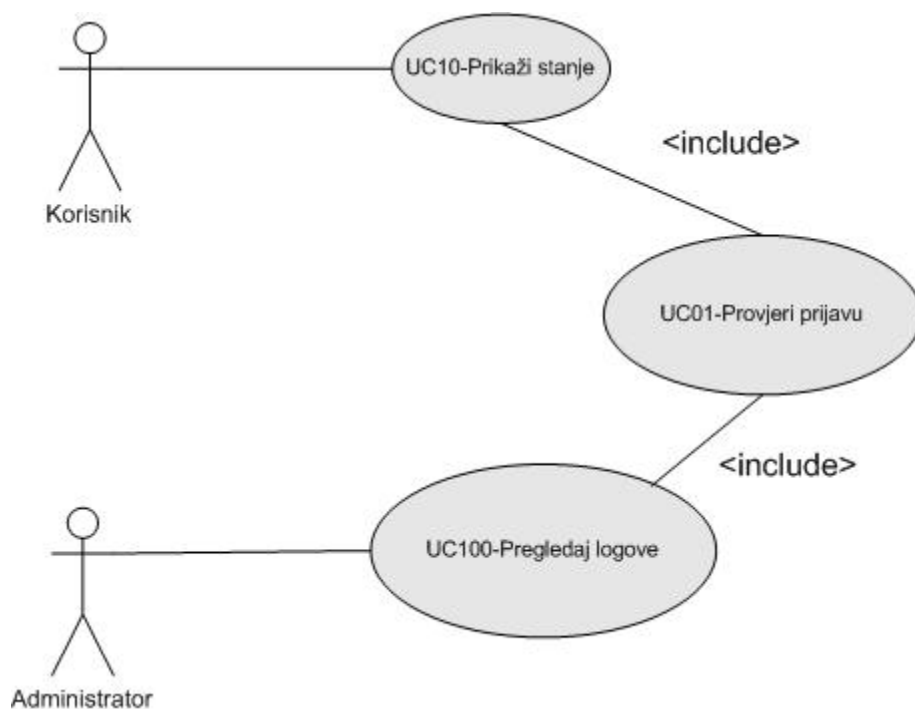 UC10-Prikaži stanje
<include>
Korisnik
UC01-Provjeri prijavu
<include>
UC100-Pregledaj logove
Administrator